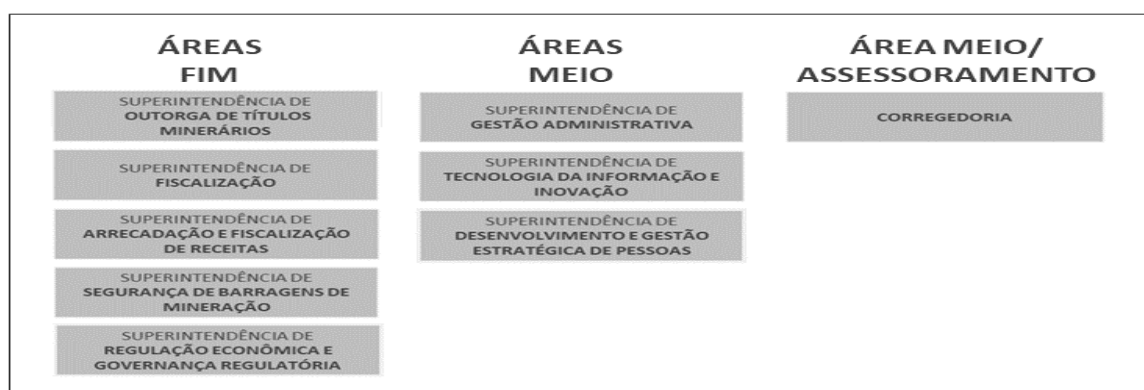 ÁREAS
FIM
SUPERINTENDÊNCIA DE
OUTORGA DE TÍTULOS
MINERÁRIOS
SUPERINTENDÊNCIA DE
FISCALIZAÇÃO
SUPERINTENDÊNCIA DE
ARRECADAÇÃO E FISCALIZAÇÃO
DE RECEITAS
SUPERINTENDÊNCIA DE
SEGURANÇA DE BARRAGENS DE
MINERAÇÃO
SUPERINTENDÊNCIA DE
REGULAÇÃO ECONÔMICA E
GOVERNANÇA REGULATÓRIA
ÁREAS
MEIO
SUPERINTENDÊNCIA DE
GESTÃO ADMINISTRATIVA
SUPERINTENDÊNCIA DE
TECNOLOGIA DA INFORMAÇÃO E
INOVAÇÃO
SUPERINTENDÊNCIA DE
DESENVOLVIMENTO E GESTÃO
ESTRATÉGICA DE PESSOAS
ÁREA MEIO/
ASSESSORAMENTO
CORREGEDORIA